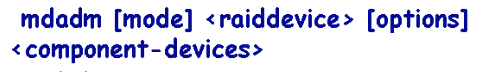 mdadm [mode] <raiddevice> [options]
<component-devices>